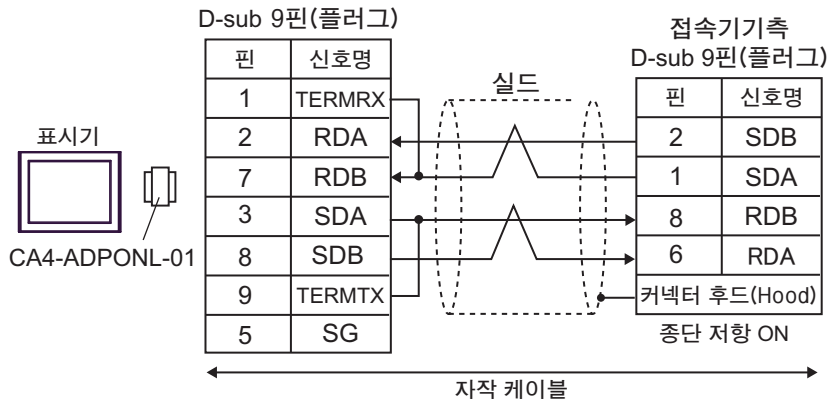 D-sub 9핀(플러그)
핀 신호명
1 TERMRX
2 RDA
7 RDB
3 SDA
8 SDB
9 TERMTX
5 SG
표시기
CA4-ADPONL-01
실드
접속기기측
D-sub 9핀(플러그)
핀 신호명
2 SDB
1 SDA
8 RDB
6 RDA
커넥터 후드(Hood)
종단 저항 ON
자작 케이블